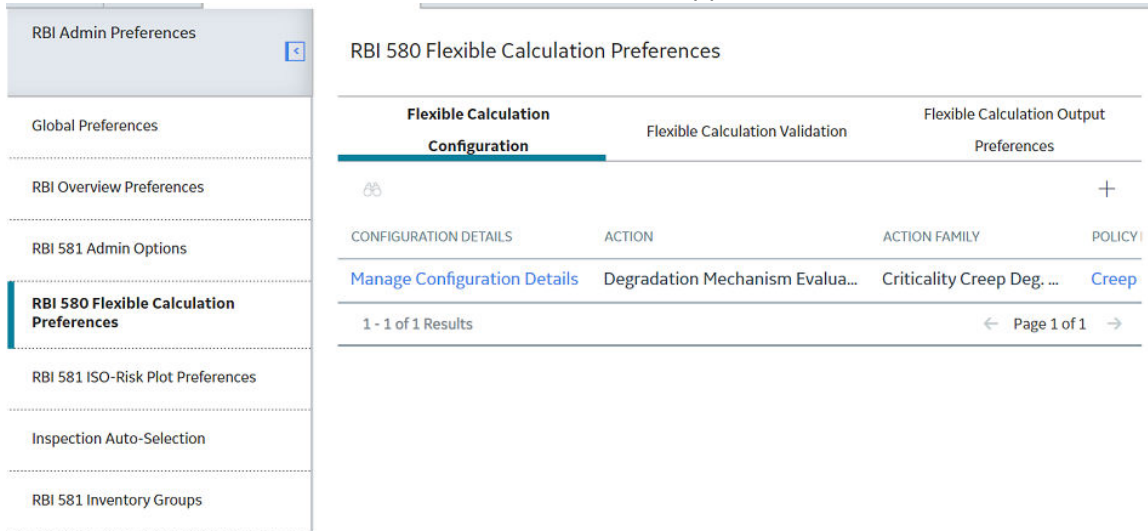 RBI Admin Preferences
Global Preferences
RBI Overview Preferences
RBI 581 Admin Options
RBI 580 Flexible Calculation
Preferences
RBI 581 ISO-Risk Plot Preferences
Inspection Auto-Selection
RBI 581 Inventory Groups
RBI 580 Flexible Calculation Preferences
Flexible Calculation
Configuration
Flexible Calculation Validation
Flexible Calculation Output
Preferences
CONFIGURATION DETAILS ACTION ACTION FAMILY POLICY
Manage Configuration Details Degradation Mechanism Evalua... Criticality Creep Deg. ... Creep
1 - 1 of 1 Results Page 1 of 1